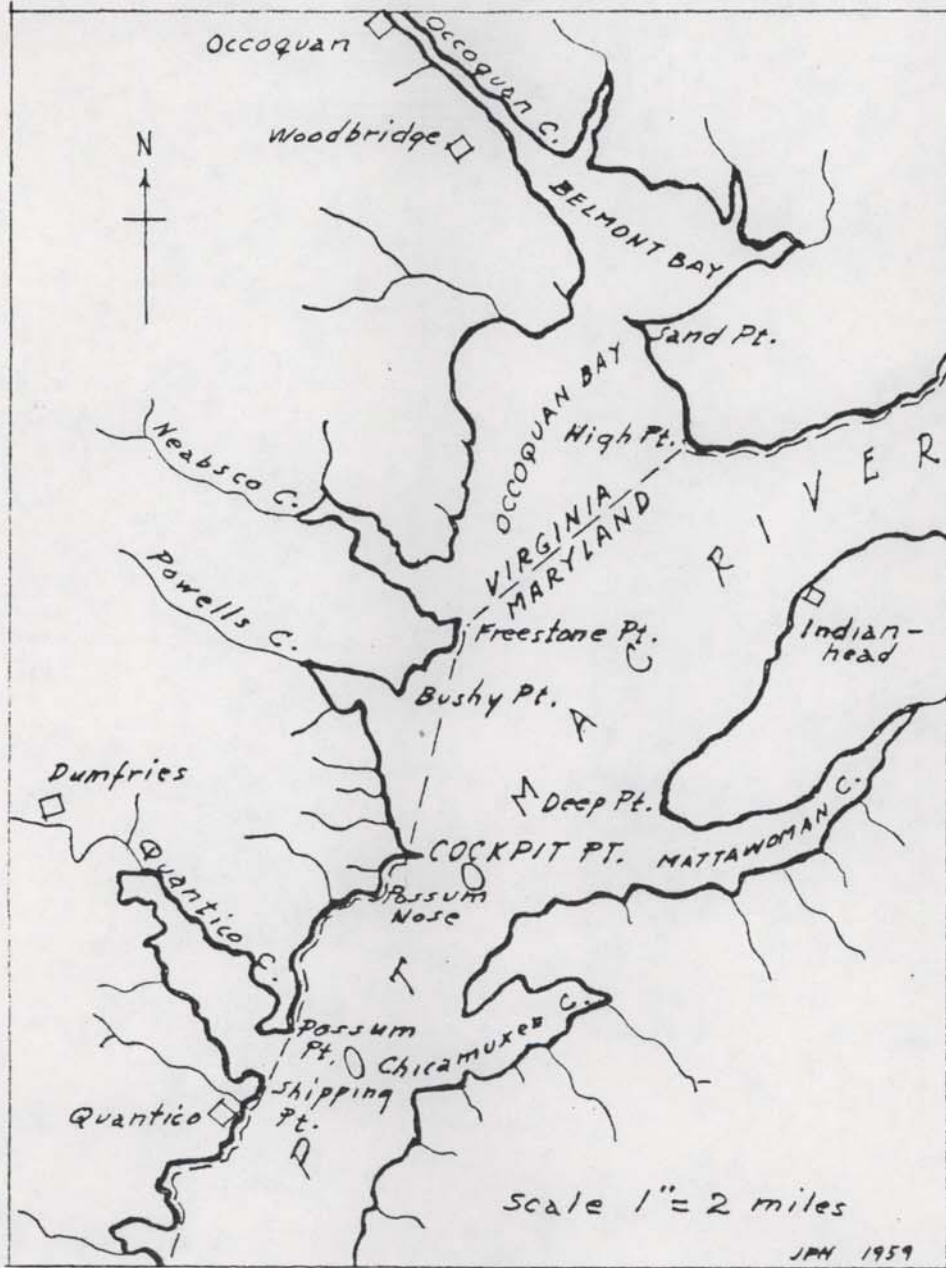 Occoquan
Occoquan C.
Woodbridge
N
BELMONT BAY
Sand Pt.
OCCOQUAN BAY
High Pt.
Neabsco C.
VIRGINIA
MARYLAND
Powells C.
Freestone Pt.
Indian-
head
Bushy Pt.
Dumfries
Deep Pt.
MATTAWOMAN C.
COCKPIT PT.
Quantico C.
Possum
Nose
Possum
Pt.
Chicamuxen C.
Shipping
Pt.
Quantico
POTOMAC RIVER
Scale 1" = 2 miles
JPH 1959